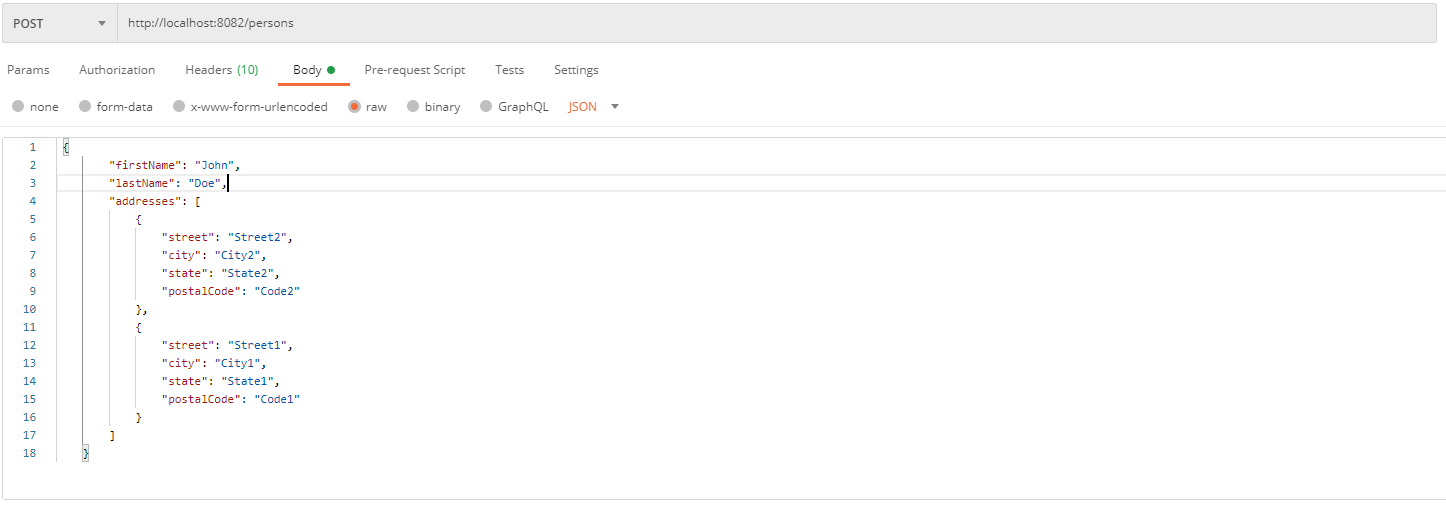 POST http://localhost:8082/persons
Params Authorization Headers (10) Body Pre-request Script Tests Settings
none form-data x-www-form-urlencoded raw binary GraphQL JSON
1 {
2 "firstName": "John",
3 "lastName": "Doe",
4 "addresses": [
5 {
6 "street": "Street2",
7 "city": "City2",
8 "state": "State2",
9 "postalCode": "Code2"
10 },
11 {
12 "street": "Street1",
13 "city": "City1",
14 "state": "State1",
15 "postalCode": "Code1"
16 }
17 ]
18 }